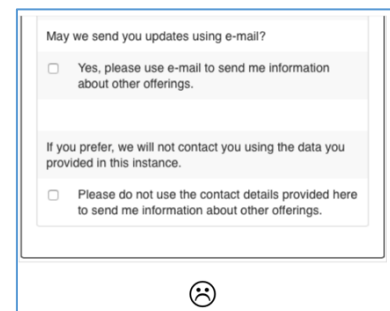 May we send you updates using e-mail?
Yes, please use e-mail to send me information
about other offerings.
If you prefer, we will not contact you using the data you
provided in this instance.
Please do not use the contact details provided here
to send me information about other offerings.